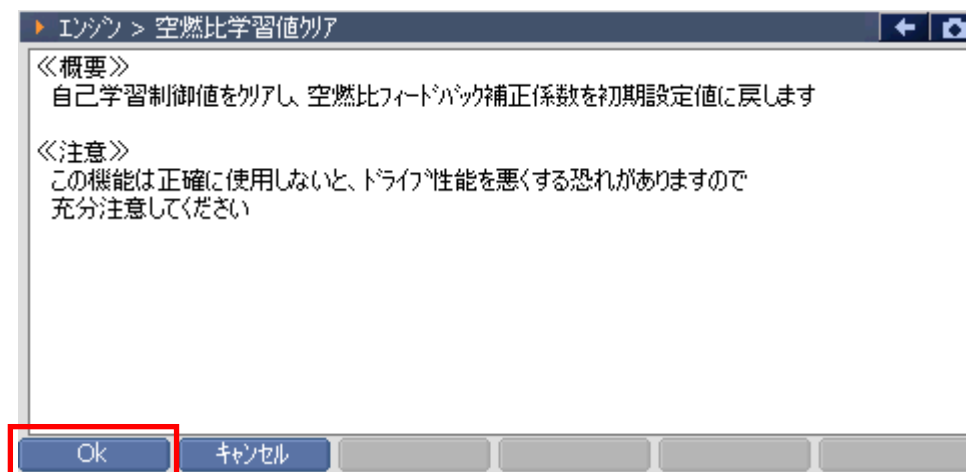 エンジン > 空燃比学習値ｸﾘｱ
≪概要≫
自己学習制御値をｸﾘｱし、空燃比ﾌｨｰﾄﾞﾊﾞｯｸ補正係数を初期設定値に戻します
≪注意≫
この機能は正確に使用しないと、ﾄﾞﾗｲﾌﾞ性能を悪くする恐れがありますので
充分注意してください
Ok
ｷｬﾝｾﾙ